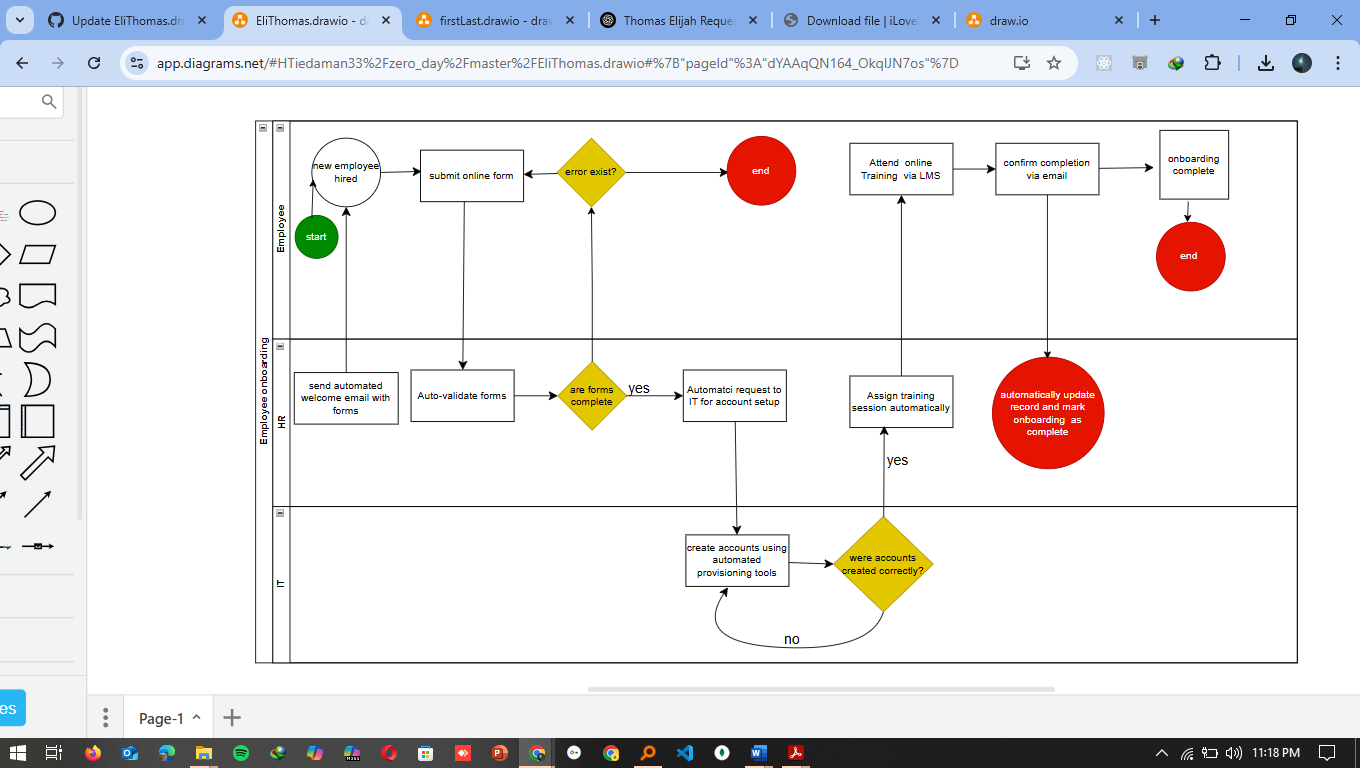 Update EliThomas.dra
EliThomas.drawio - d
firstLast.drawio - draw
Thomas Elijah Reques
Download file | iLove
draw.io
app.diagrams.net/#HTiedaman33%2Fzero_day%2Fmaster%2FEliThomas.drawio#%7B"pageId"%3A"dYAAqQN164_OkqIJN7os"%7D
Employee onboarding
Employee
new employee
hired
start
submit online form
error exist?
end
Attend online
Training via LMS
confirm completion
via email
onboarding
complete
end
HR
send automated
welcome email with
forms
Auto-validate forms
are forms
complete
yes
Automatci request to
IT for account setup
Assign training
session automatically
automatically update
record and mark
onboarding as
complete
yes
IT
create accounts using
automated
provisioning tools
were accounts
created correctly?
no
es
Page-1
11:18 PM